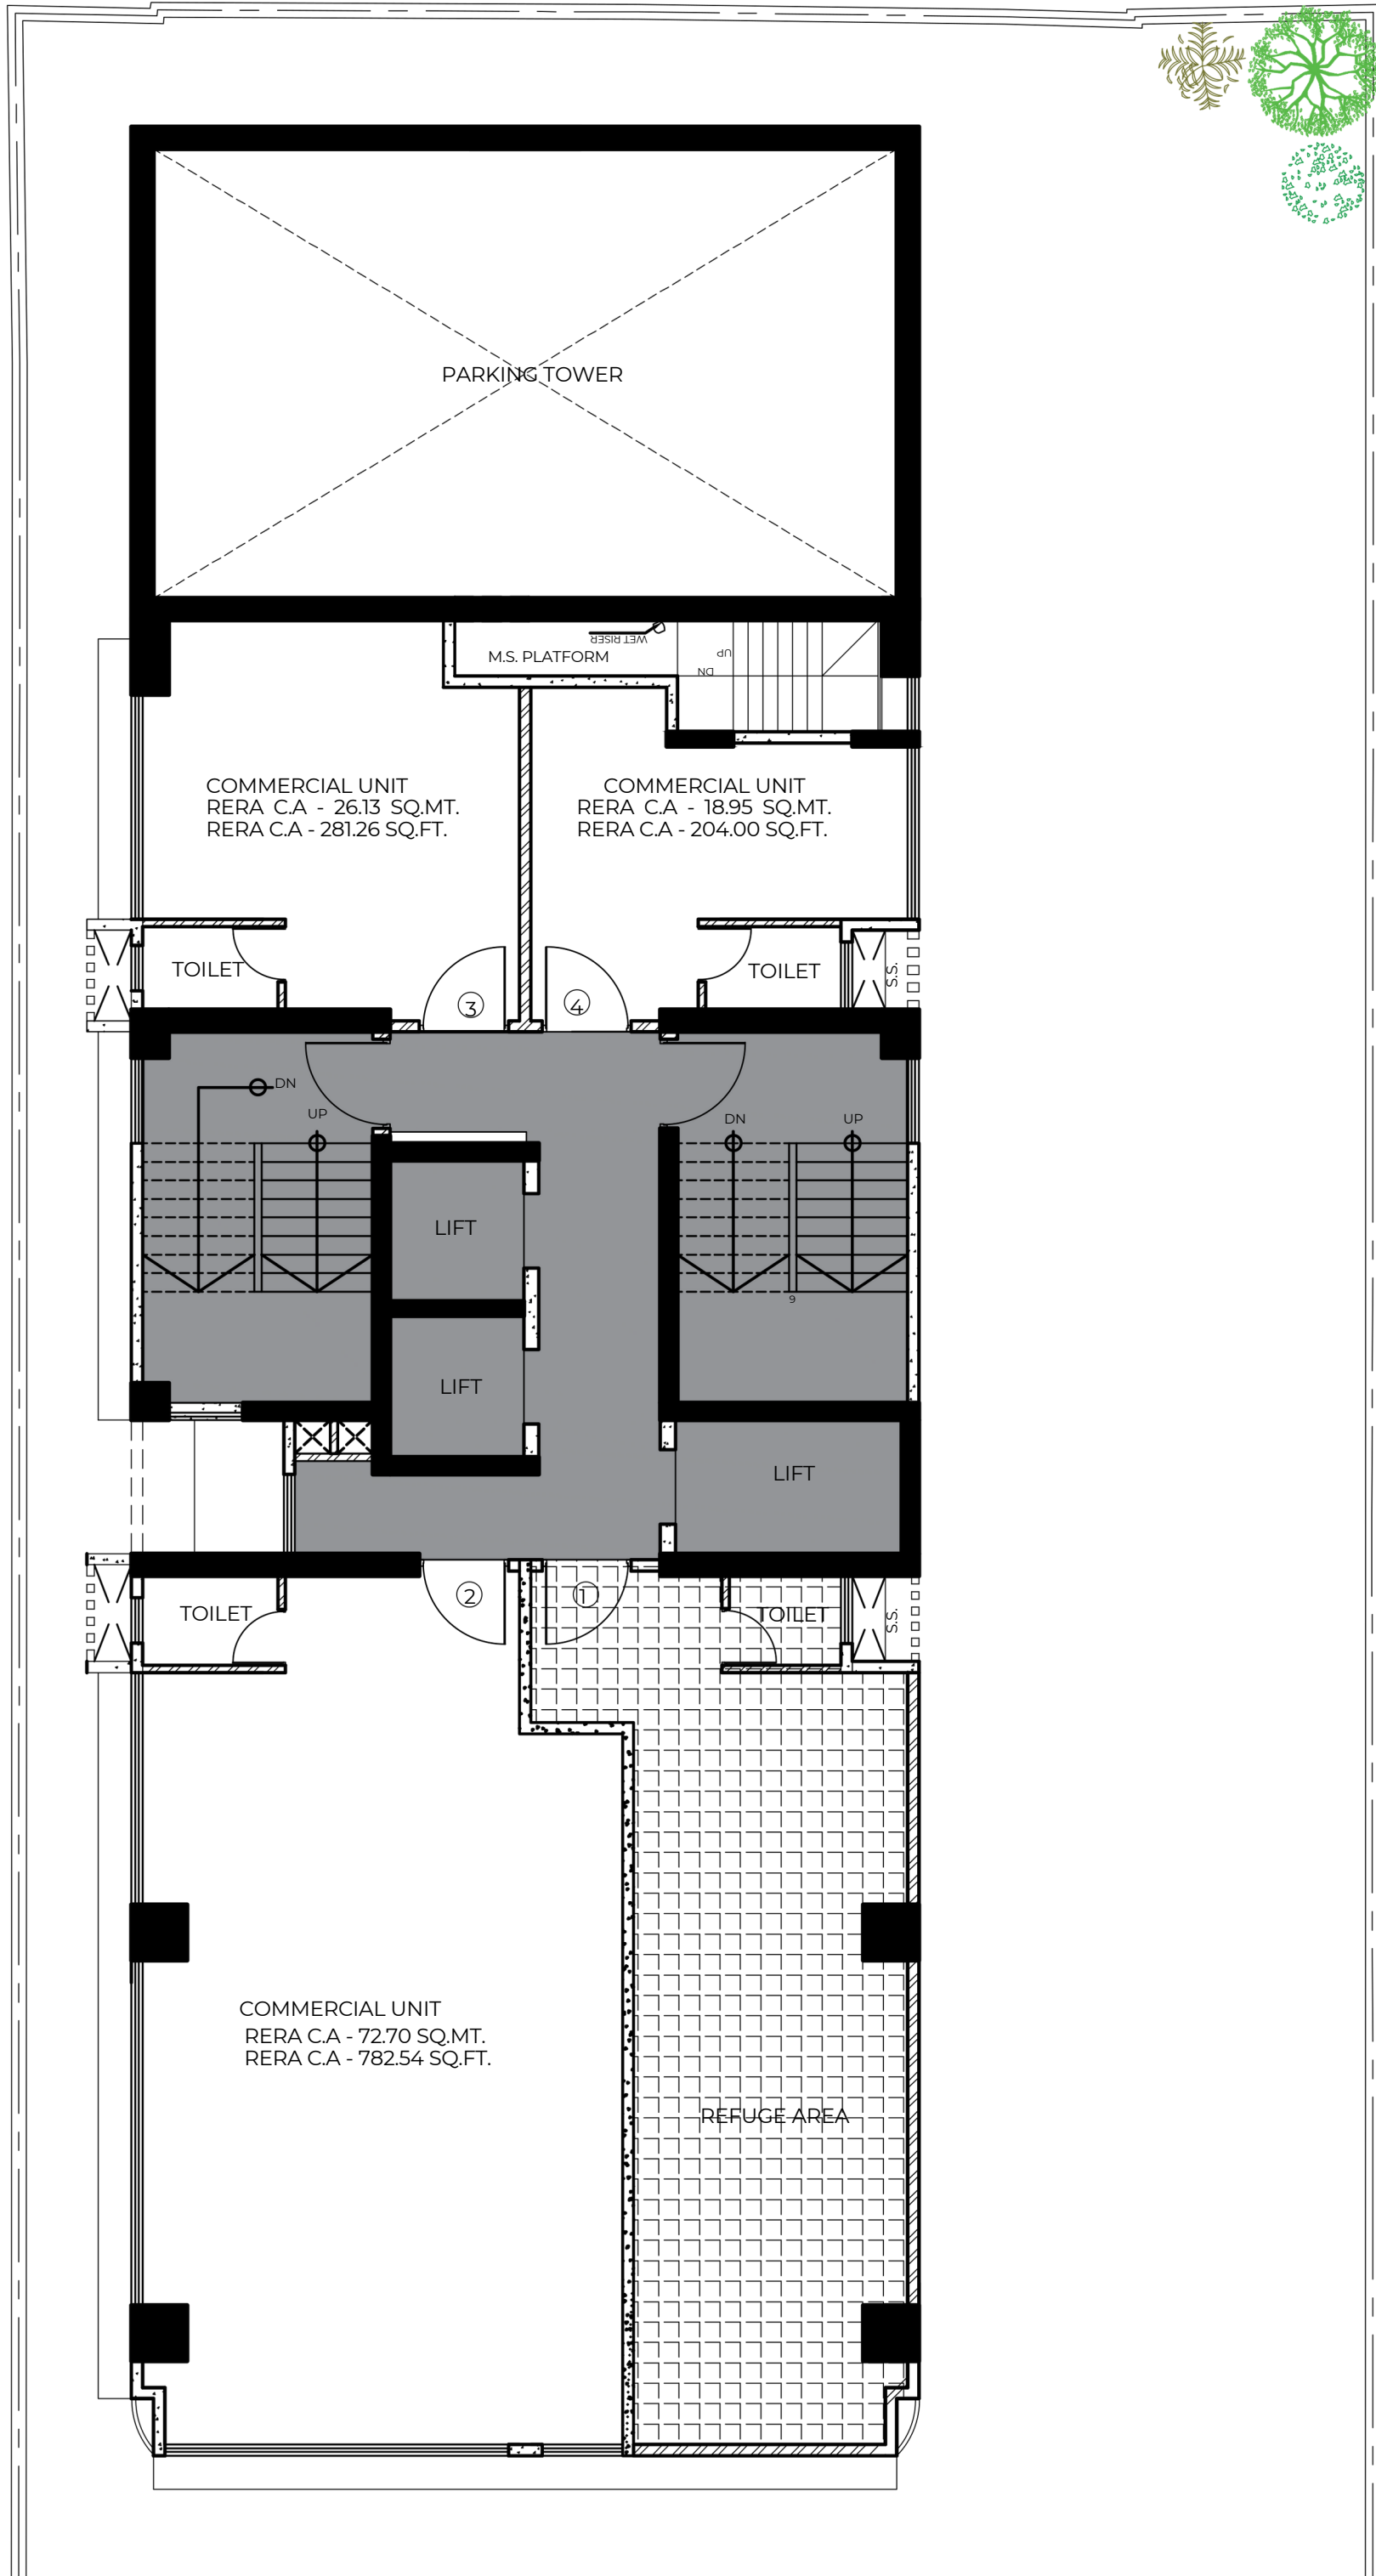 PARKING TOWER
WET RISER
M.S. PLATFORM
UP
DN
COMMERCIAL UNIT
RERA C.A - 26.13 SQ.MT.
RERA C.A - 281.26 SQ.FT.
COMMERCIAL UNIT
RERA C.A - 18.95 SQ.MT.
RERA C.A - 204.00 SQ.FT.
TOILET
3
4
TOILET
S.S.
DN
UP
DN
UP
LIFT
9
LIFT
LIFT
TOILET
2
1
TOILET
S.S.
COMMERCIAL UNIT
RERA C.A - 72.70 SQ.MT.
RERA C.A - 782.54 SQ.FT.
REFUGE AREA